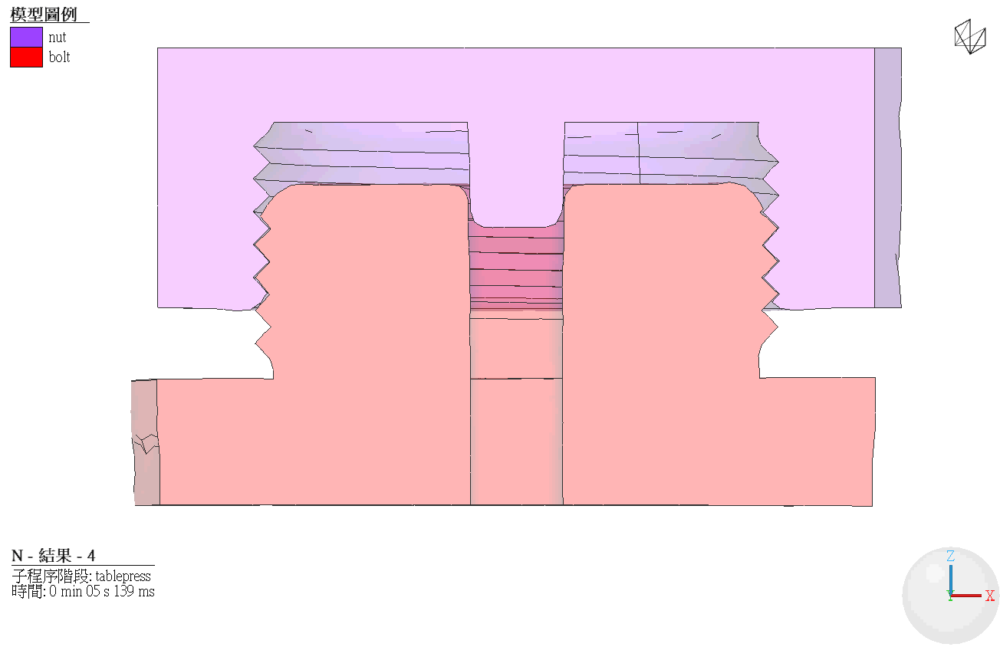 模型圖例
nut
bolt
N - 結果 - 4
子程序階段: tablepress
時間: 0 min 05 s 139 ms
Z
Y
X